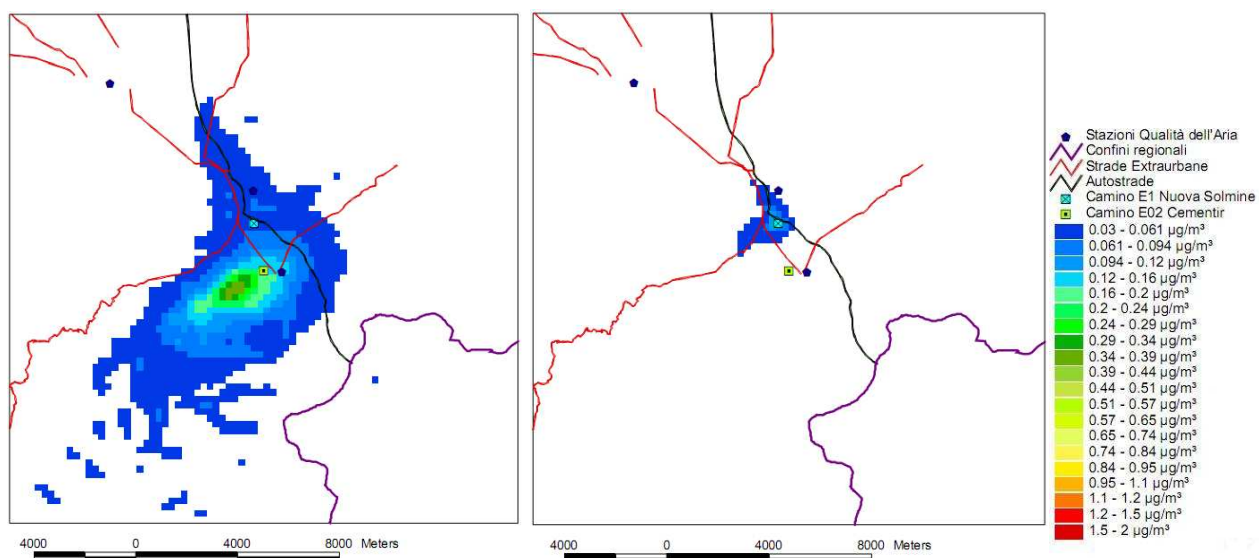 Stazioni Qualità dell'Aria
Confini regionali
Strade Extraurbane
Autostrade
Camino E1 Nuova Solmine
Camino E02 Cementir
0.03 - 0.061 µg/m³
0.061 - 0.094 µg/m³
0.094 - 0.12 µg/m³
0.12 - 0.16 µg/m³
0.16 - 0.2 µg/m³
0.2 - 0.24 µg/m³
0.24 - 0.29 µg/m³
0.29 - 0.34 µg/m³
0.34 - 0.39 µg/m³
0.39 - 0.44 µg/m³
0.44 - 0.51 µg/m³
0.51 - 0.57 µg/m³
0.57 - 0.65 µg/m³
0.65 - 0.74 µg/m³
0.74 - 0.84 µg/m³
0.84 - 0.95 µg/m³
0.95 - 1.1 µg/m³
1.1 - 1.2 µg/m³
1.2 - 1.5 µg/m³
1.5 - 2 µg/m³
4000 0 4000 8000 Meters
4000 0 4000 8000 Meters